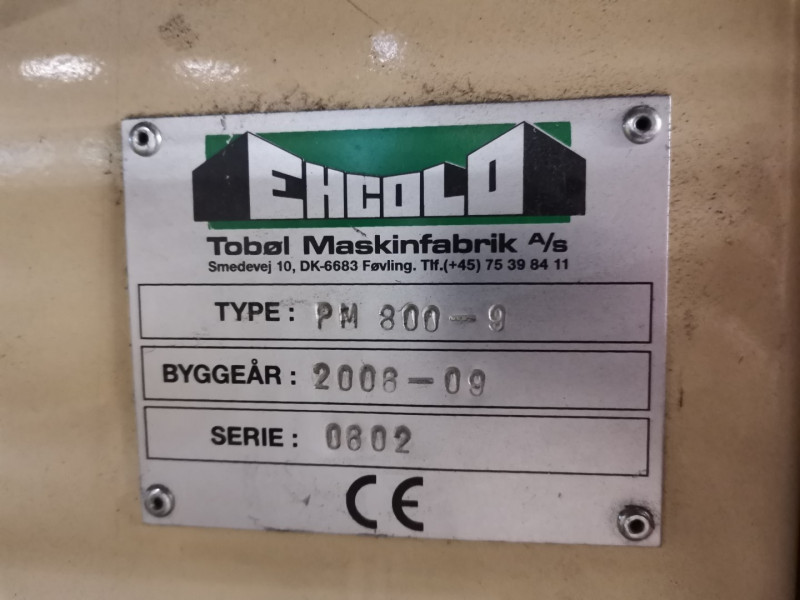 EHCOLO
Tobøl Maskinfabrik A/s
Smedevej 10, DK-6683 Føvling. Tlf.(+45) 75 39 84 11
TYPE: PM 800-9
BYGGEÅR: 2008-09
SERIE: 0802
CE